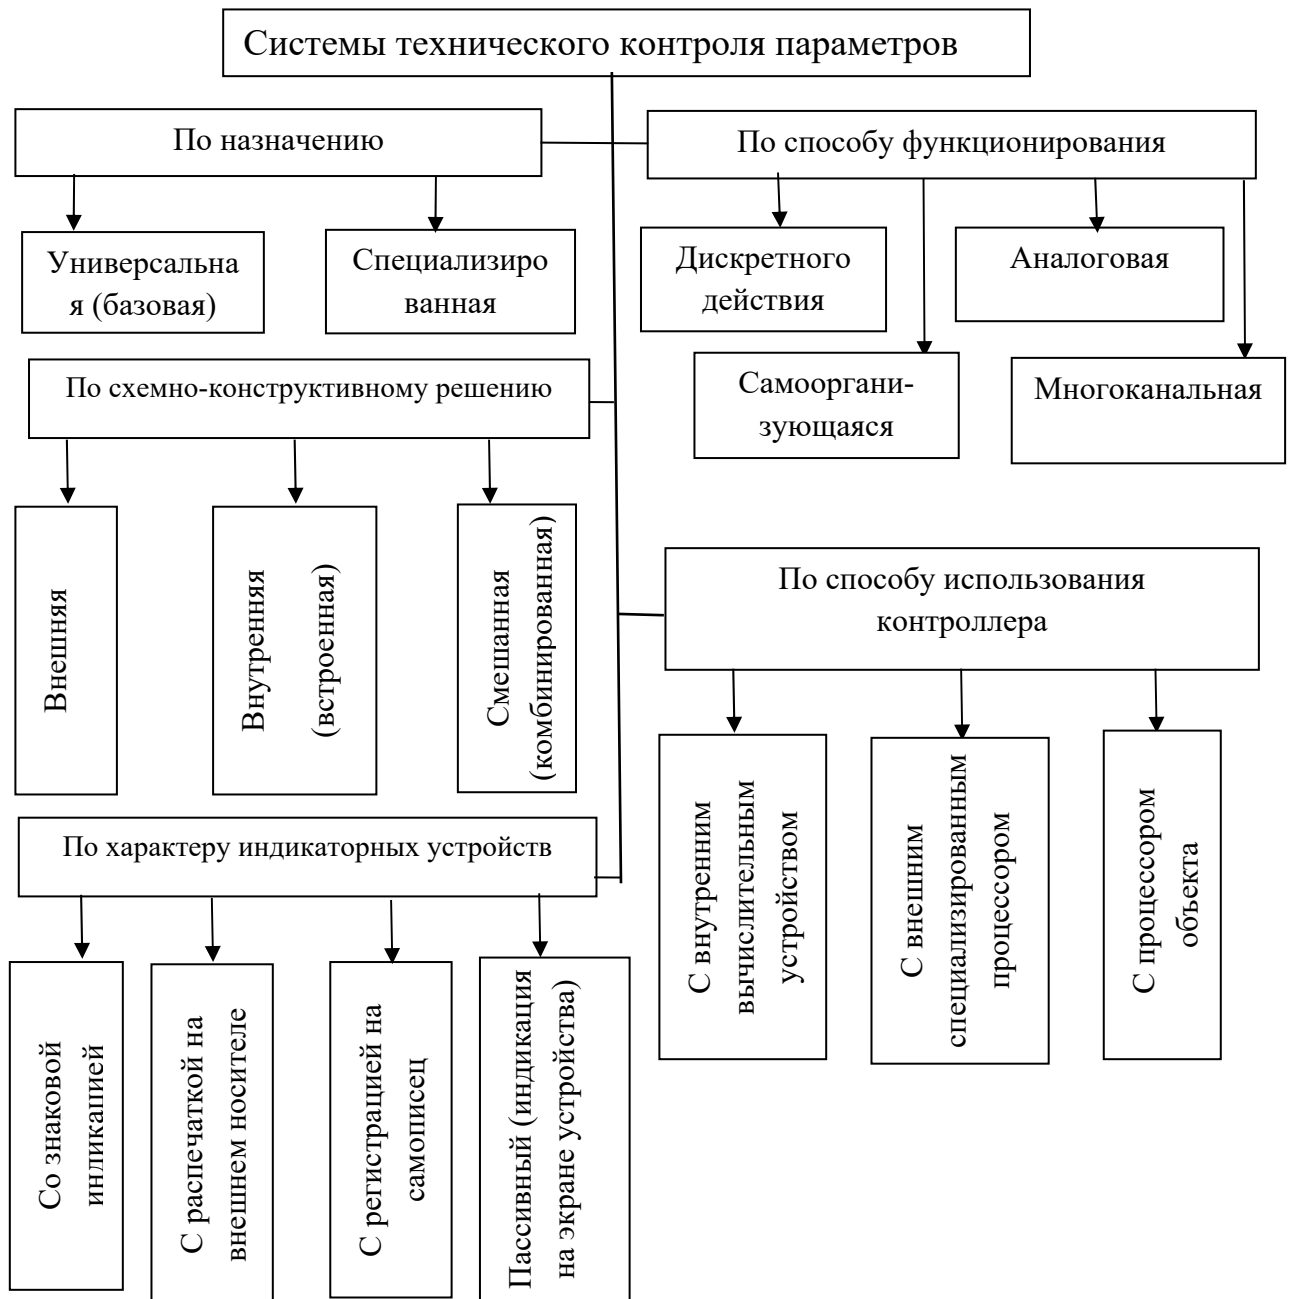 Системы технического контроля параметров
По назначению
По способу функционирования
Универсальна
я (базовая)
Специализиро
ванная
Дискретного
действия
Аналоговая
Самооргани-
зующаяся
Многоканальная
По схемно-конструктивному решению
Внешняя
Внутренняя
(встроенная)
Смешанная
(комбинированная)
По способу использования
контроллера
С внутренним
вычислительным
устройством
С внешним
специализированным
процессором
С процессором
объекта
По характеру индикаторных устройств
Со знаковой
индикацией
С распечаткой на
внешнем носителе
С регистрацией на
самописец
Пассивный (индикация
на экране устройства)